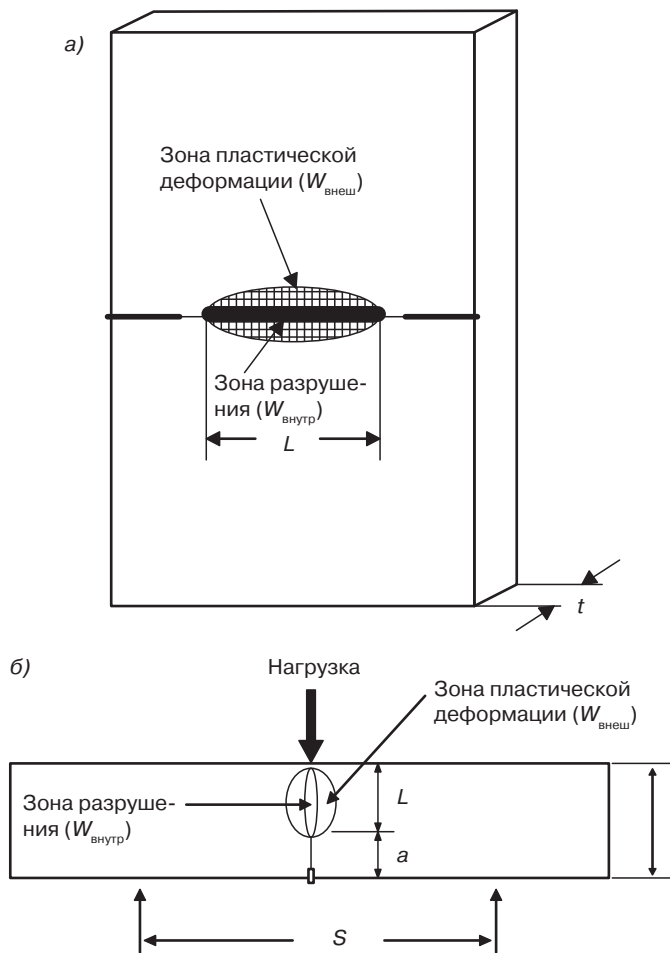 а)
Зона пластической
деформации (Wвнеш)
Зона разруше-
ния (Wвнутр)
L
t
б)
Нагрузка
Зона пластической
деформации (Wвнеш)
Зона разруше-
ния (Wвнутр)
L
a
S